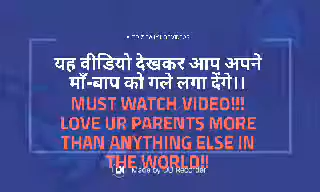 यह वीडियो देखकर आप अपने
माँ-बाप को गले लगा देंगे।।
MUST WATCH VIDEO!!!
LOVE UR PARENTS MORE
THAN ANYTHING ELSE IN
THE WORLD!!
Made by DU Recorder